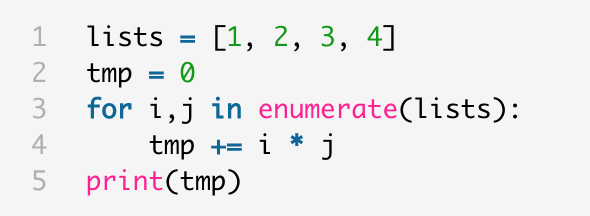 1 lists = [1, 2, 3, 4]
2 tmp = 0
3 for i,j in enumerate(lists):
4     tmp += i * j
5 print(tmp)